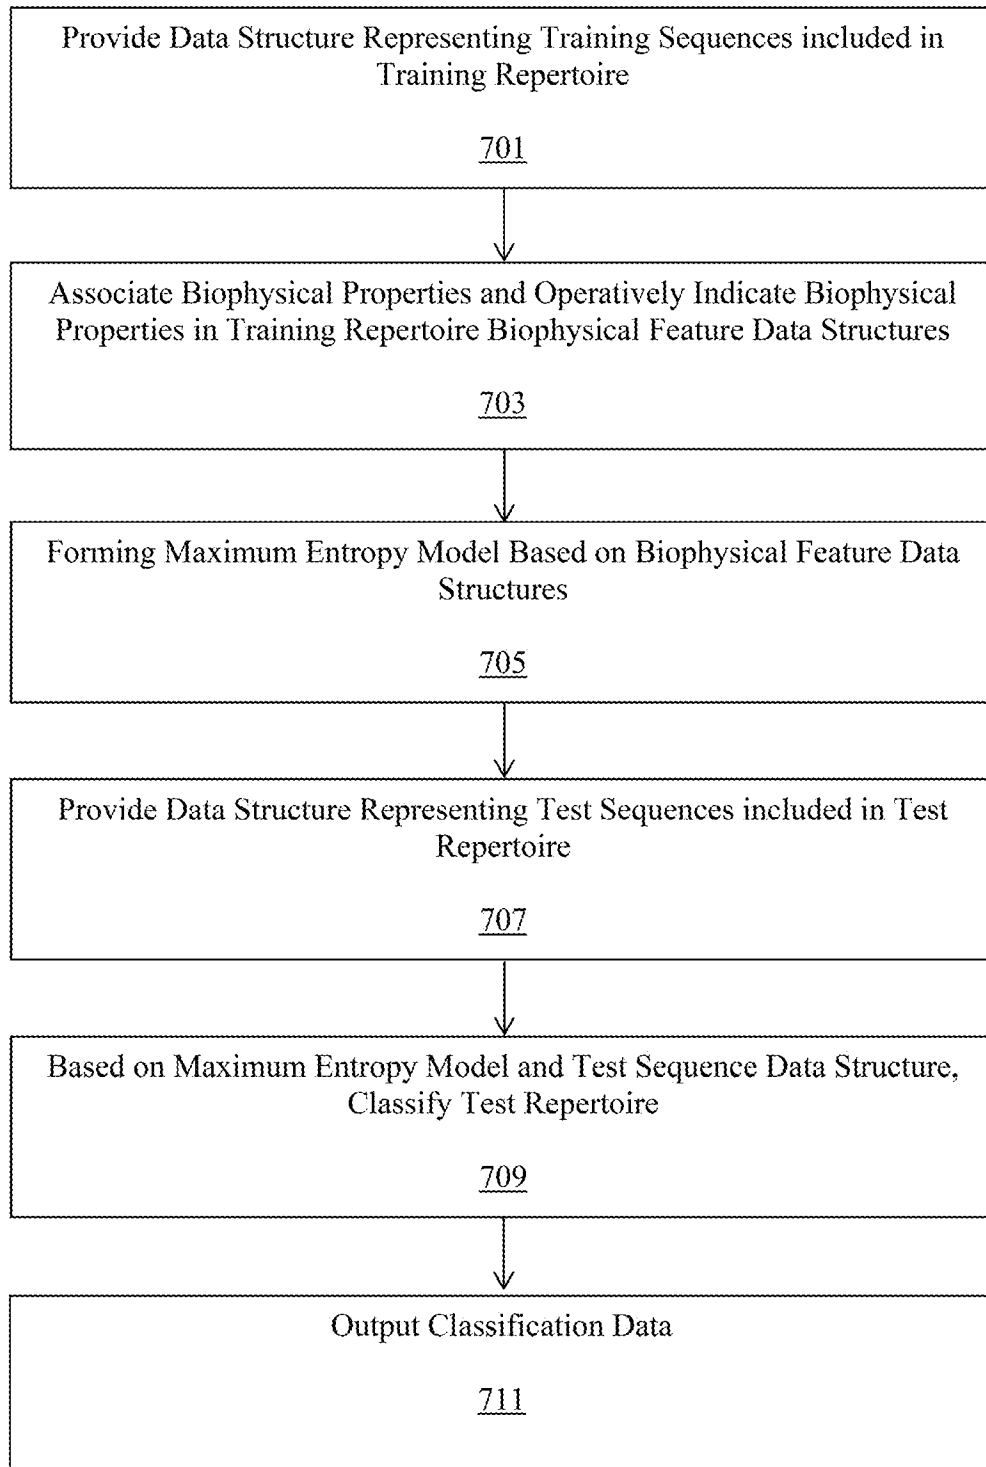 Provide Data Structure Representing Training Sequences included in
Training Repertoire
701
Associate Biophysical Properties and Operatively Indicate Biophysical
Properties in Training Repertoire Biophysical Feature Data Structures
703
Forming Maximum Entropy Model Based on Biophysical Feature Data
Structures
705
Provide Data Structure Representing Test Sequences included in Test
Repertoire
707
Based on Maximum Entropy Model and Test Sequence Data Structure,
Classify Test Repertoire
709
Output Classification Data
711